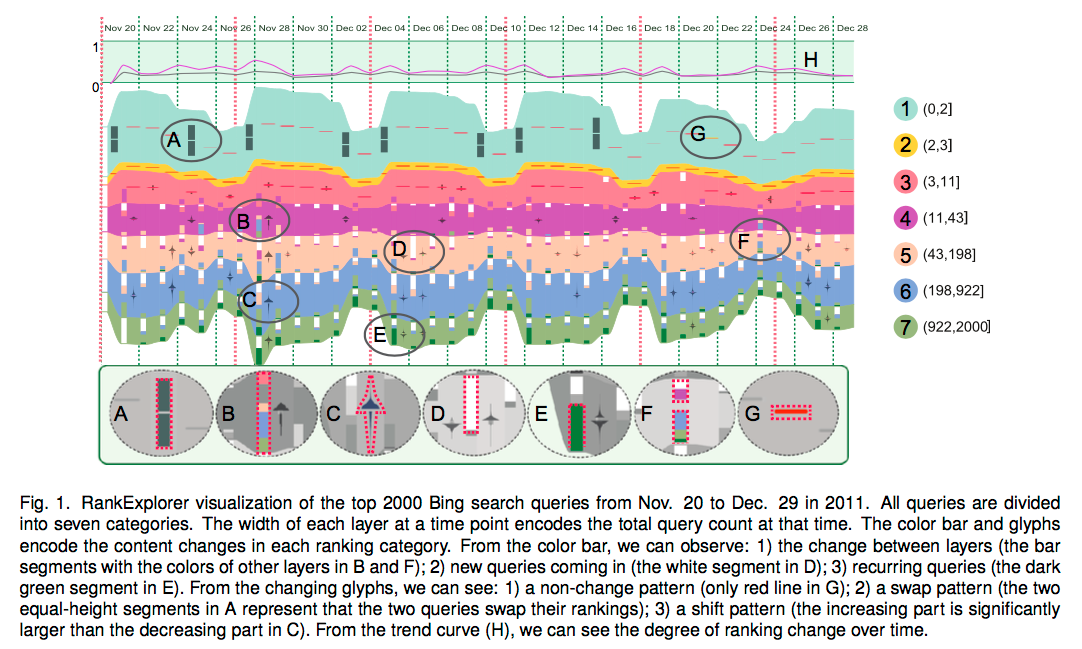 Nov 20 Nov 22 Nov 24 Nov 26 Nov 28 Nov 30 Dec 02 Dec 04 Dec 06 Dec 08 Dec 10 Dec 12 Dec 14 Dec 16 Dec 18 Dec 20 Dec 22 Dec 24 Dec 26 Dec 28
1
H
0
A
G
B
F
D
C
E
1 (0,2]
2 (2,3]
3 (3,11]
4 (11,43]
5 (43,198]
6 (198,922]
7 (922,2000]
A B C D E F G
Fig. 1. RankExplorer visualization of the top 2000 Bing search queries from Nov. 20 to Dec. 29 in 2011. All queries are divided
into seven categories. The width of each layer at a time point encodes the total query count at that time. The color bar and glyphs
encode the content changes in each ranking category. From the color bar, we can observe: 1) the change between layers (the bar
segments with the colors of other layers in B and F); 2) new queries coming in (the white segment in D); 3) recurring queries (the dark
green segment in E). From the changing glyphs, we can see: 1) a non-change pattern (only red line in G); 2) a swap pattern (the two
equal-height segments in A represent that the two queries swap their rankings); 3) a shift pattern (the increasing part is significantly
larger than the decreasing part in C). From the trend curve (H), we can see the degree of ranking change over time.